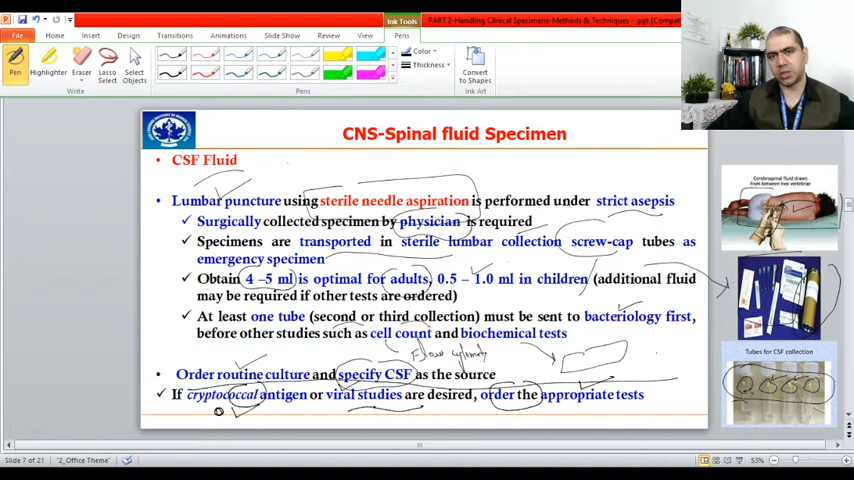 Ink Tools
PART.2-Handling Clinical Specimens-Methods & Techniques - .ppt [Compat
File
Home
Insert
Design
Transitions
Animations
Slide Show
Review
View
Pens
Pen
Highlighter
Eraser
Lasso Select
Select Objects
Color
Thickness
Convert to Shapes
Write
Pens
Ink Art
CNS-Spinal fluid Specimen
• CSF Fluid
Lumbar puncture using sterile needle aspiration is performed under strict asepsis
✓ Surgically collected specimen by physician is required
✓ Specimens are transported in sterile lumbar collection screw-cap tubes as
emergency specimen
✓ Obtain 4 –5 ml is optimal for adults, 0.5 – 1.0 ml in children (additional fluid
may be required if other tests are ordered)
✓ At least one tube (second or third collection) must be sent to bacteriology first,
before other studies such as cell count and biochemical tests
Flow cytometry
• Order routine culture and specify CSF as the source
✓ If cryptococcal antigen or viral studies are desired, order the appropriate tests
Cerebrospinal fluid drawn
from between two vertebrae
Tubes for CSF collection
Slide 7 of 21
"2_Office Theme"
53%